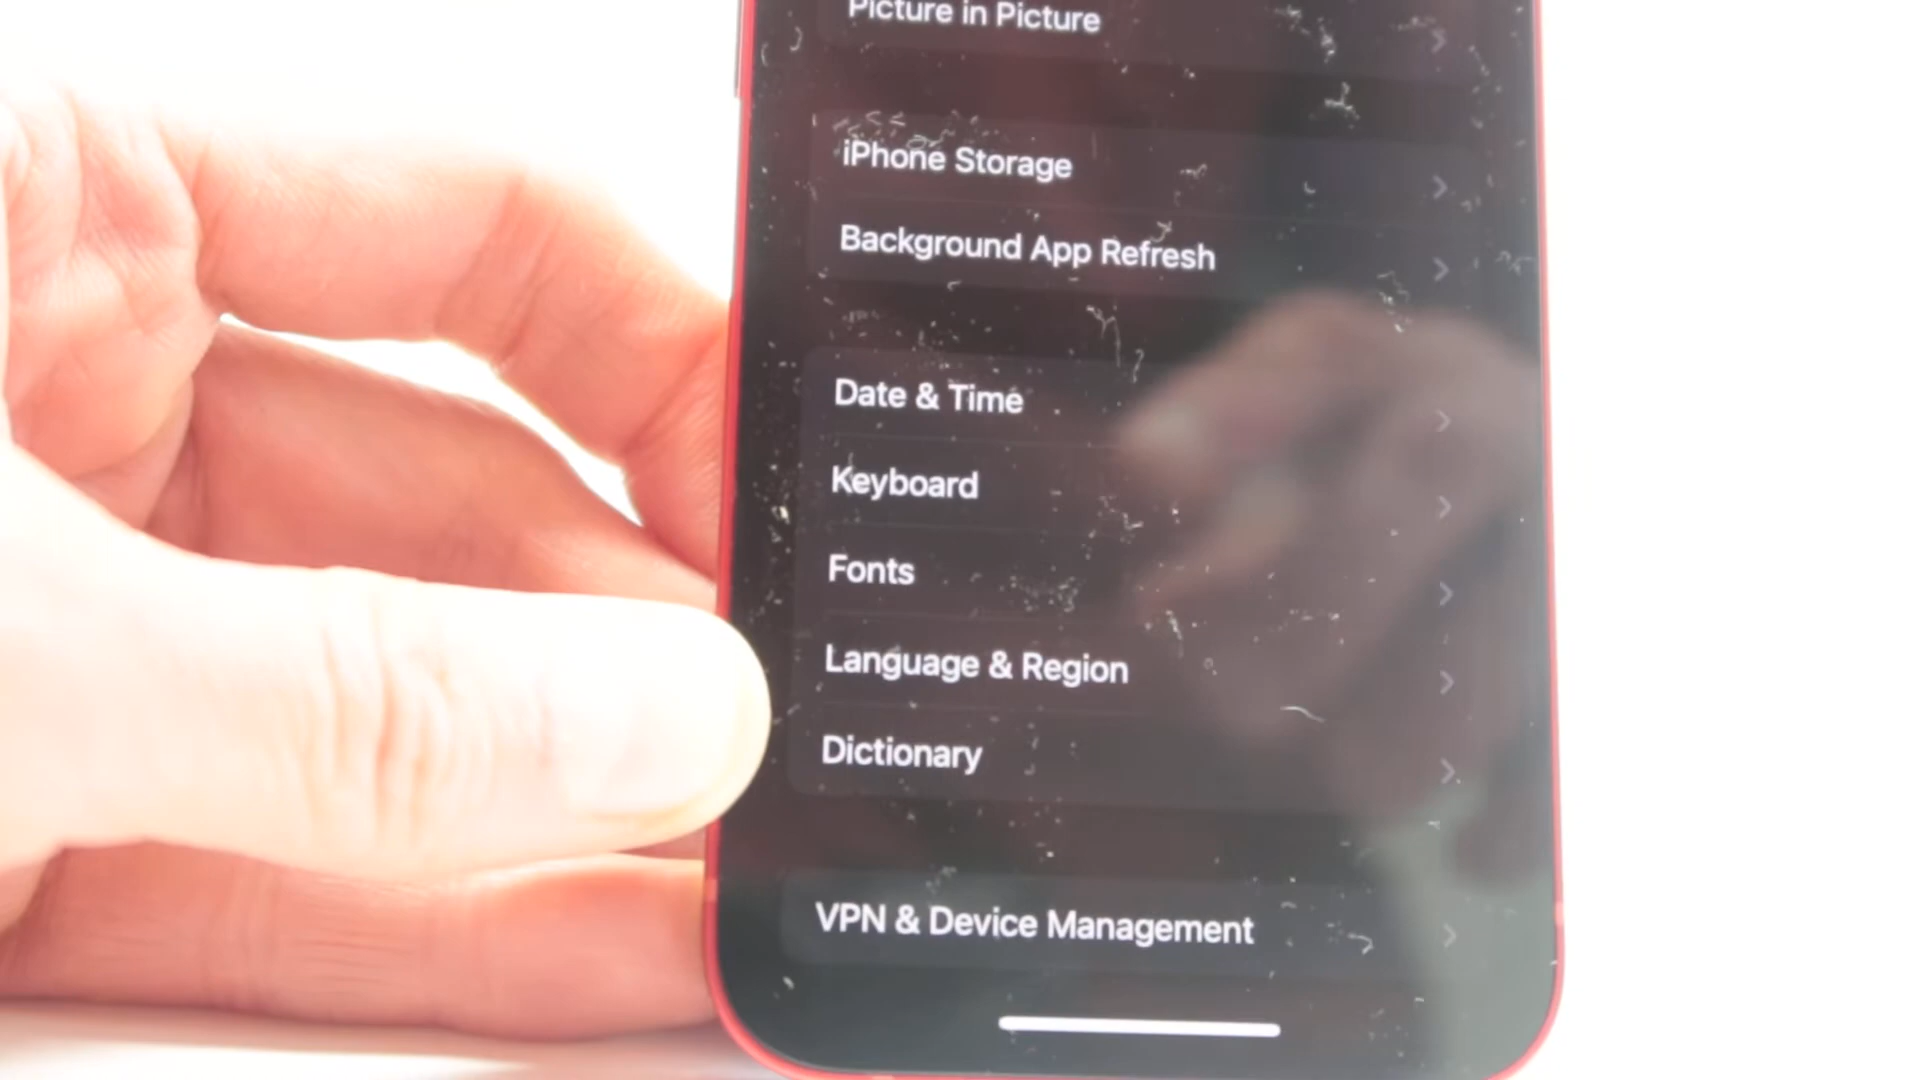 Picture in Picture
iPhone Storage
Background App Refresh
Date & Time
Keyboard
Fonts
Language & Region
Dictionary
VPN & Device Management